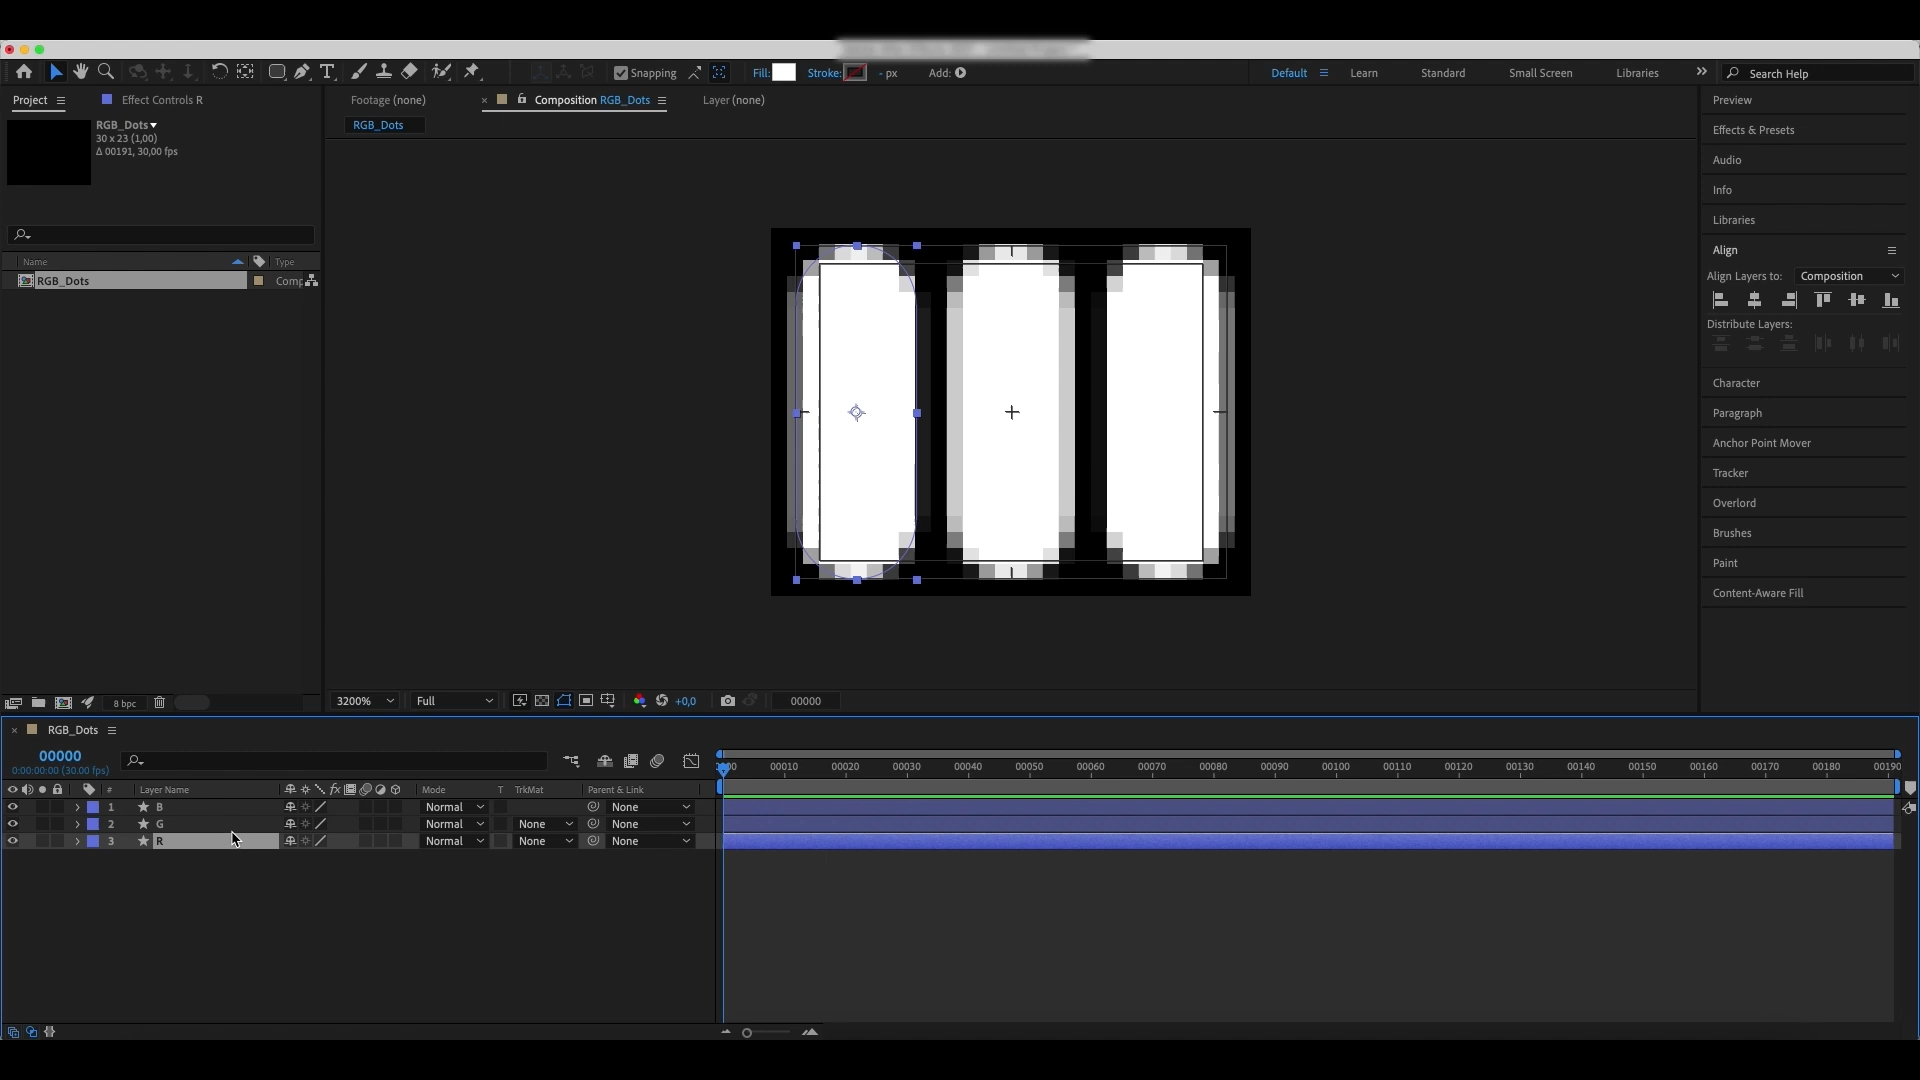 Snapping
Fill:
Stroke:
- px
Add:
Default
Learn
Standard
Small Screen
Libraries
Search Help
Project
Effect Controls R
Footage (none)
Composition RGB_Dots
Layer (none)
RGB_Dots
RGB_Dots
30 x 23 (1,00)
Δ 00191, 30,00 fps
Name
Type
RGB_Dots
Comp
Preview
Effects & Presets
Audio
Info
Libraries
Align
Align Layers to:
Composition
Distribute Layers:
Character
Paragraph
Anchor Point Mover
Tracker
Overlord
Brushes
Paint
Content-Aware Fill
8 bpc
3200%
Full
+0,0
00000
RGB_Dots
00000
0:00:00:00 (30.00 fps)
00010 00020 00030 00040 00050 00060 00070 00080 00090 00100 00110 00120 00130 00140 00150 00160 00170 00180 00190
# Layer Name fx Mode T TrkMat Parent & Link
1 B Normal None
2 G Normal None None
3 R Normal None None